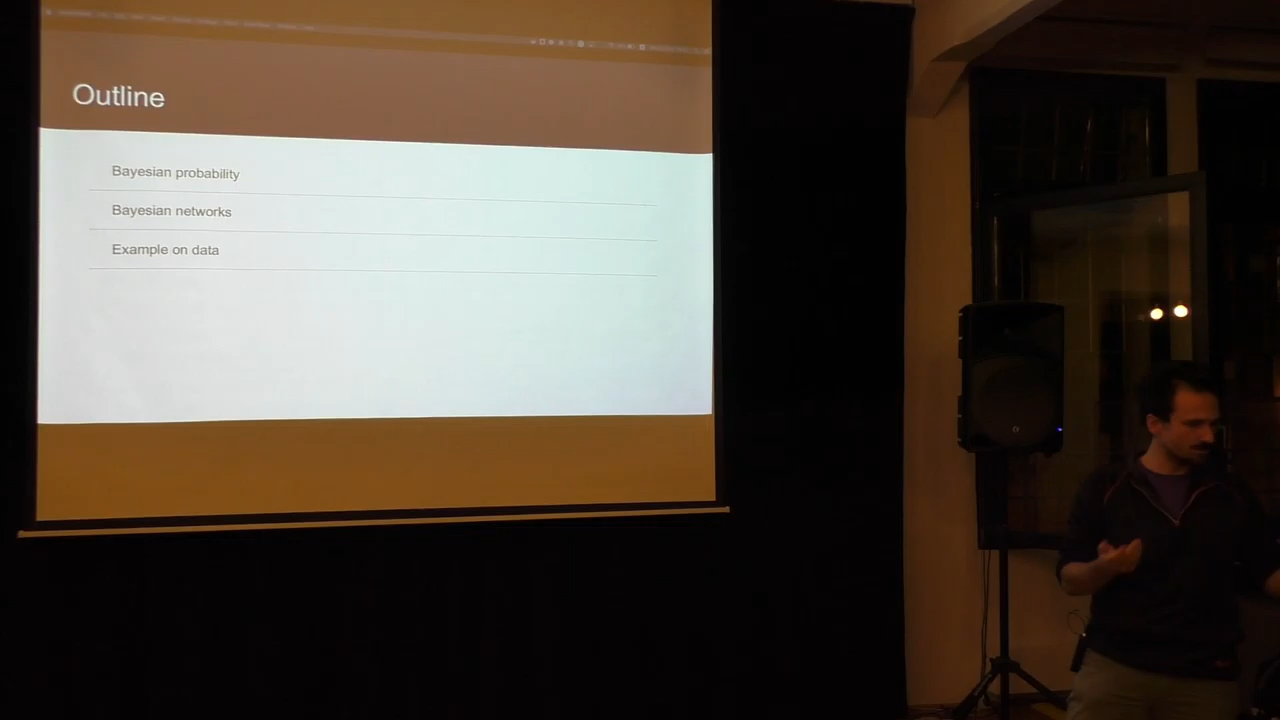 Outline
Bayesian probability
Bayesian networks
Example on data